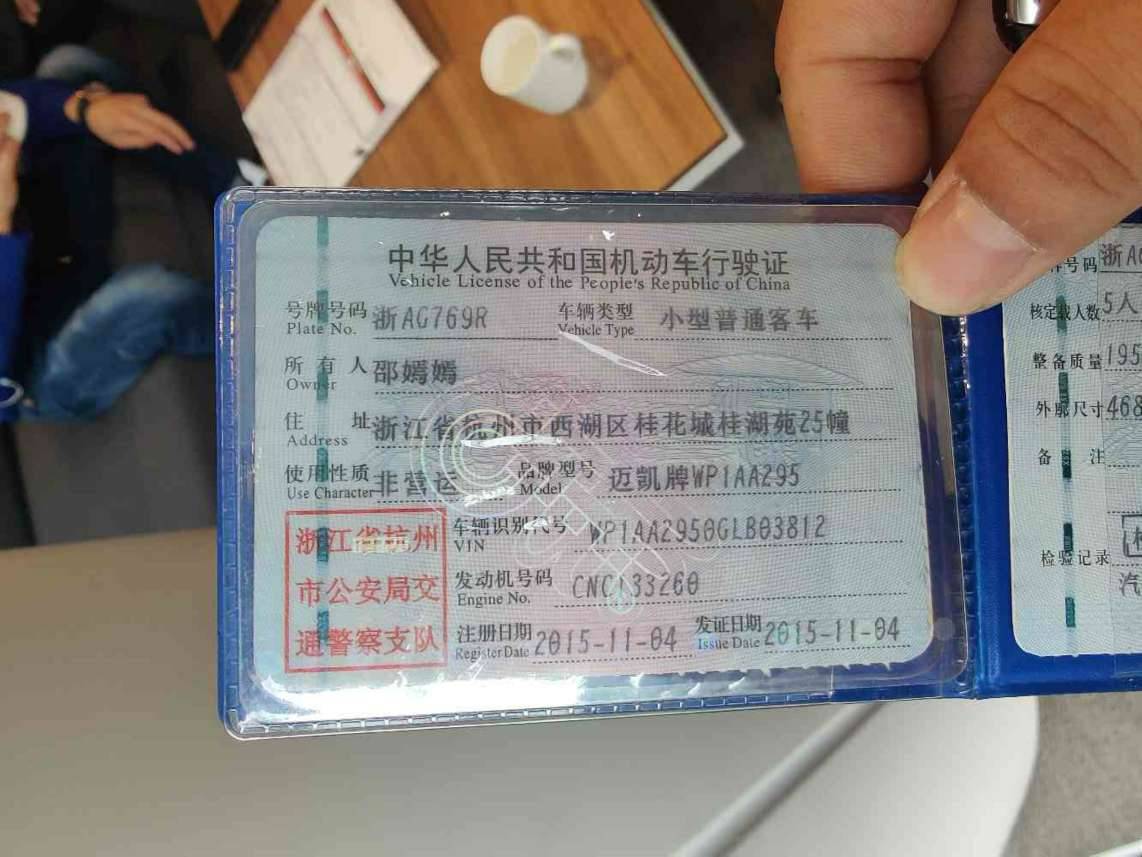 中华人民共和国机动车行驶证
Vehicle License of the People's Republic of China
号牌号码 浙AG769R 车辆类型 小型普通客车
Plate No. Vehicle Type
所有人 邵嫣嫣
Owner
住址 浙江省杭州市西湖区桂花城桂湖苑25幢
Address
使用性质 非营运 品牌型号 迈凯牌WP1AA295
Use Character Model
浙江省杭州
市公安局交
通警察支队
车辆识别代号 WP1AA2950GLB03812
VIN
发动机号码 CNC133260
Engine No.
注册日期 2015-11-04 发证日期 2015-11-04
Register Date Issue Date
号码 浙A
核定载人数 5人
整备质量 195
外廓尺寸 468
备注
检验记录
汽